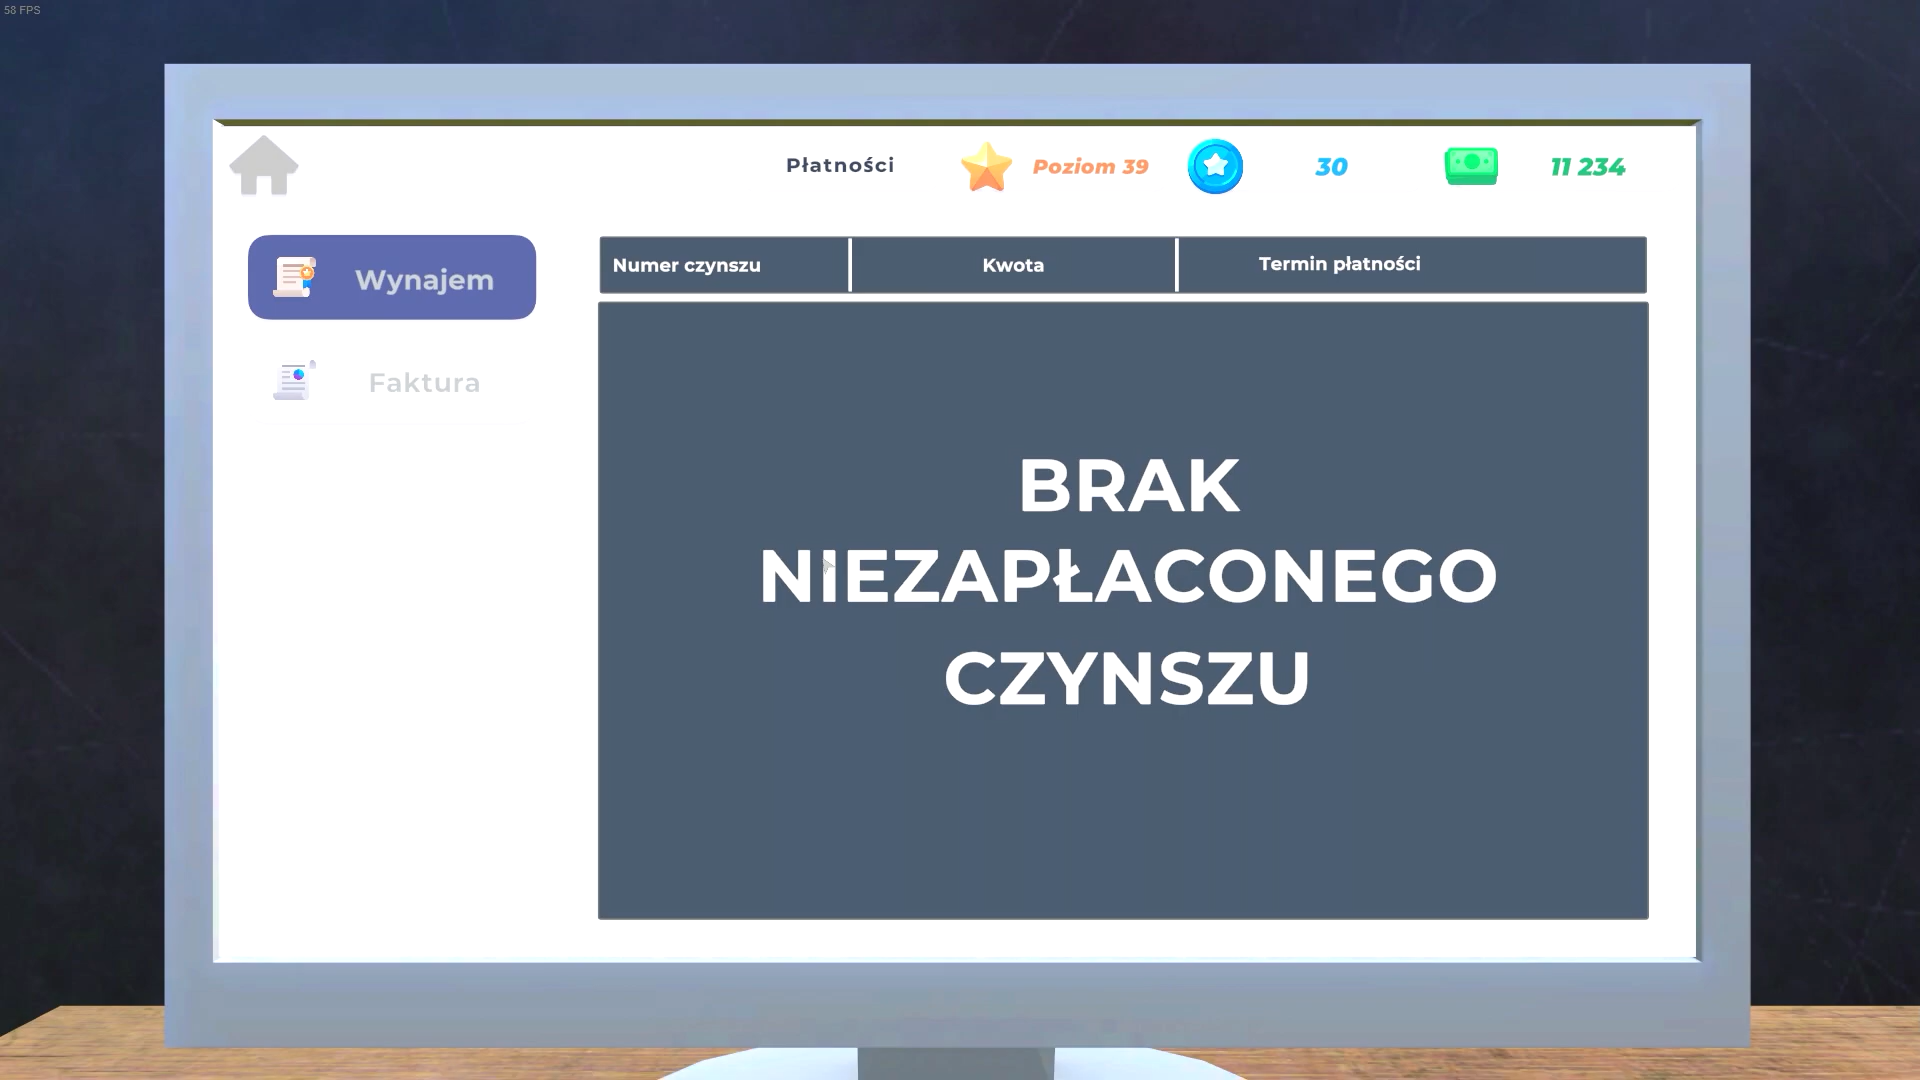 58 FPS
Płatności
Poziom 39
30
11 234
Wynajem
Faktura
Numer czynszu
Kwota
Termin płatności
BRAK
NIEZAPŁACONEGO
CZYNSZU